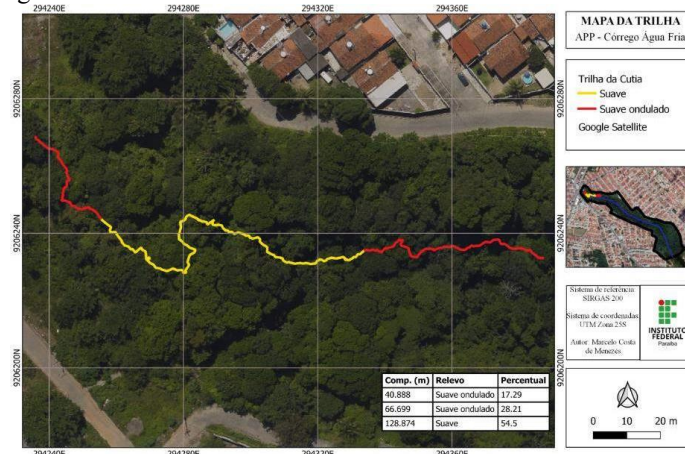 294240E 294280E 294320E 294360E
MAPA DA TRILHA
APP - Córrego Água Fria
Trilha da Cutia
Suave
Suave ondulado
Google Satellite
9206280N
9206240N
9206200N
9206280N
9206240N
9206200N
Sistema de referência
SIRGAS 200
Sistema de coordenadas
UTM Zona 25S
Autor: Marcelo Costa
de Menezes
INSTITUTO
FEDERAL
Paraíba
Comp. (m) Relevo Percentual
40.888 Suave ondulado 17.29
66.699 Suave ondulado 28.21
128.874 Suave 54.5
0 10 20 m
294240E 294280E 294320E 294360E